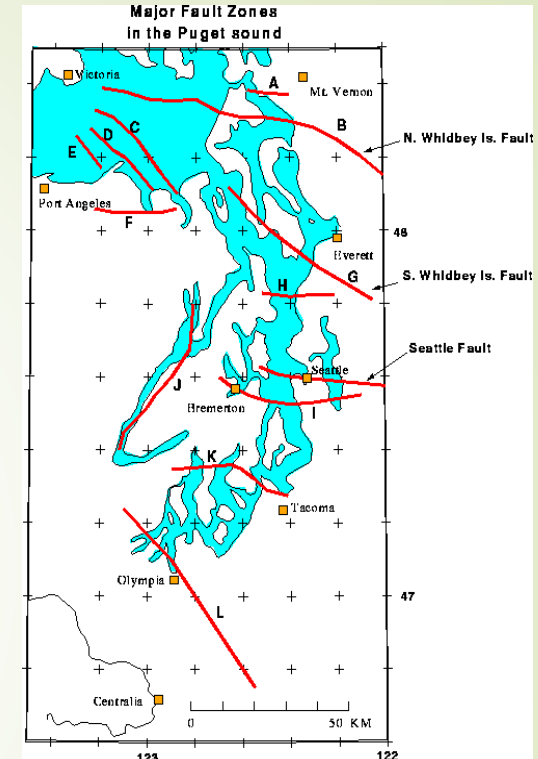 Major Fault Zones
in the Puget sound
Victoria
A
Mt. Vernon
B
C
D
E
N. Whidbey Is. Fault
Port Angeles
F
48
Everett
G
S. Whidbey Is. Fault
H
Seattle Fault
Seattle
J
Bremerton
I
K
Tacoma
Olympia
47
L
Centralia
0 50 KM
123 122